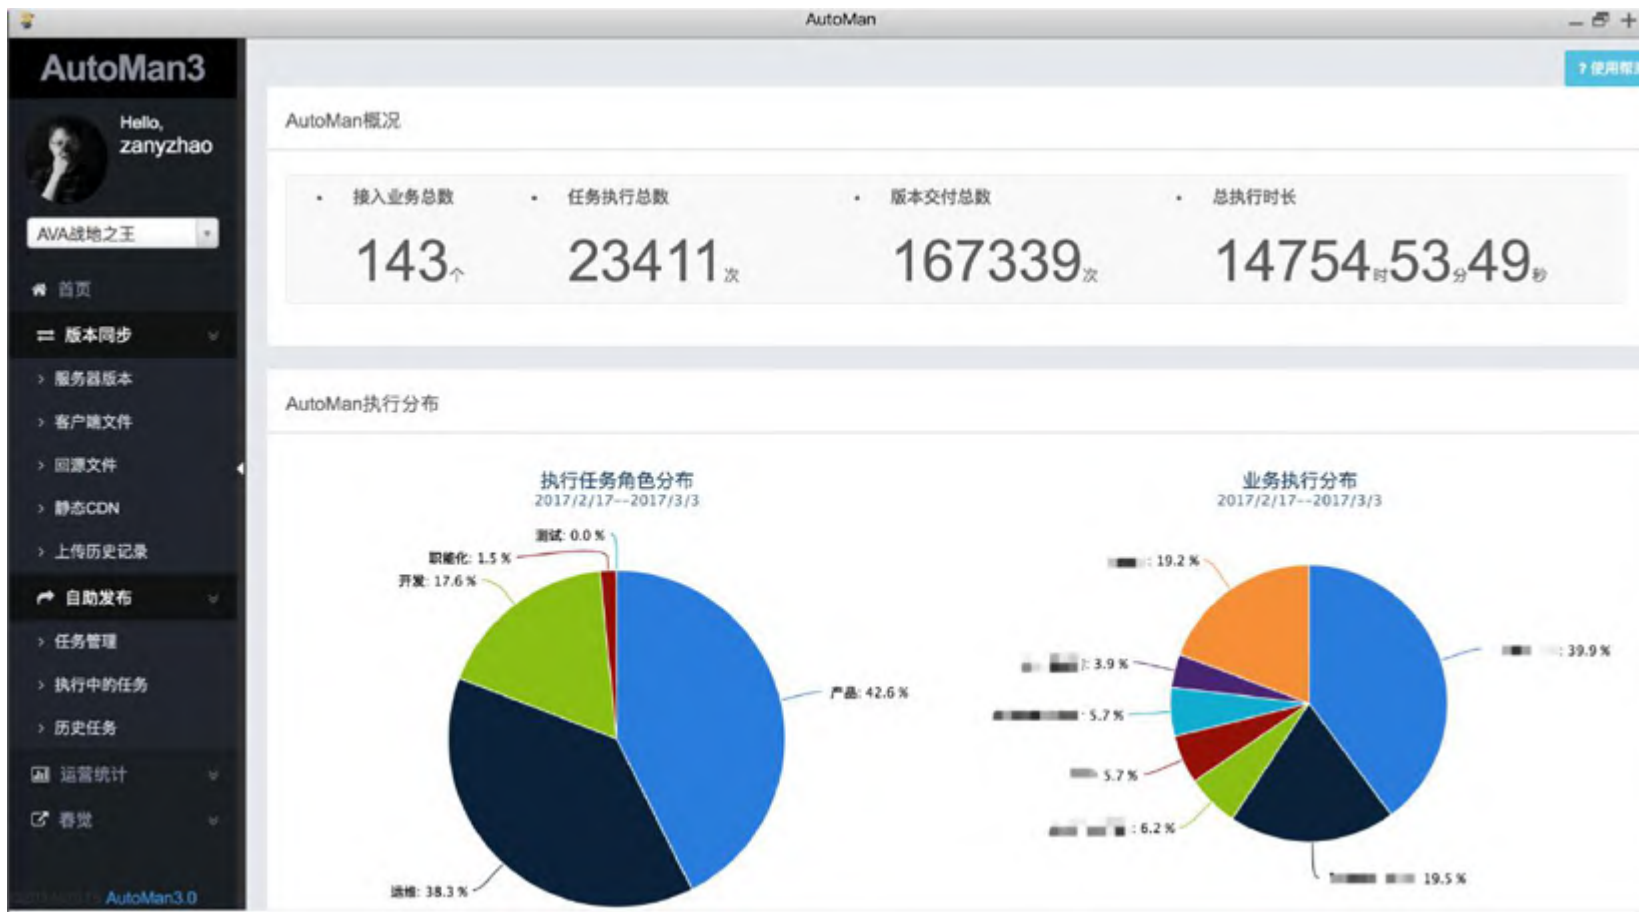 AutoMan
AutoMan3
Hello,
zanyzhao
AVA战地之王
首页
版本同步
服务器版本
客户端文件
回源文件
静态CDN
上传历史记录
自助发布
任务管理
执行中的任务
历史任务
运营统计
春觉
AutoMan3.0
? 使用帮
AutoMan概况
• 接入业务总数 • 任务执行总数 • 版本交付总数 • 总执行时长
143个 23411次 167339次 14754时53分49秒
AutoMan执行分布
执行任务角色分布
2017/2/17--2017/3/3
测试: 0.0 %
职能化: 1.5 %
开发: 17.6 %
产品: 42.6 %
运维: 38.3 %
业务执行分布
2017/2/17--2017/3/3
: 19.2 %
: 39.9 %
: 3.9 %
5.7 %
5.7 %
: 6.2 %
19.5 %